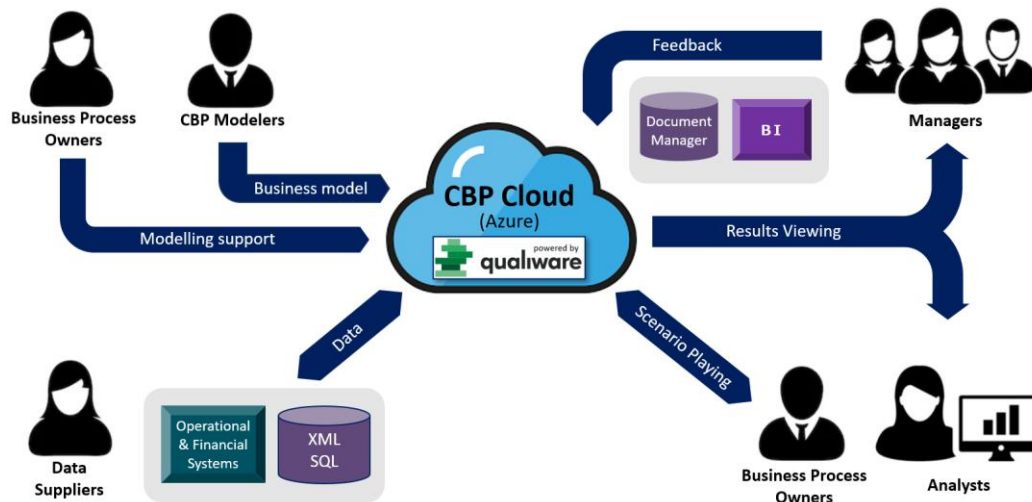 Feedback
Business Process
Owners
CBP Modelers
Document
Manager
BI
Managers
Business model
CBP Cloud
(Azure)
powered by
qualiware
Modelling support
Results Viewing
Data
Scenario Playing
Operational
& Financial
Systems
XML
SQL
Data
Suppliers
Business Process
Owners
Analysts